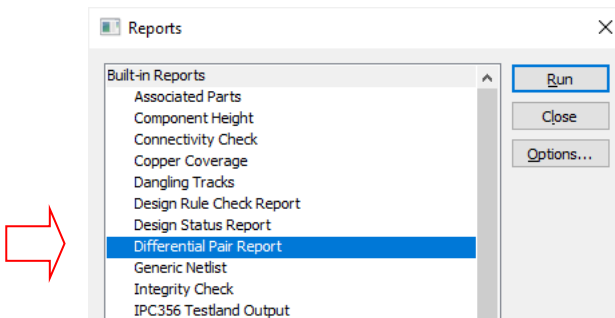 Reports
Built-in Reports
Associated Parts
Component Height
Connectivity Check
Copper Coverage
Dangling Tracks
Design Rule Check Report
Design Status Report
Differential Pair Report
Generic Netlist
Integrity Check
IPC356 Testland Output
Run
Close
Options...